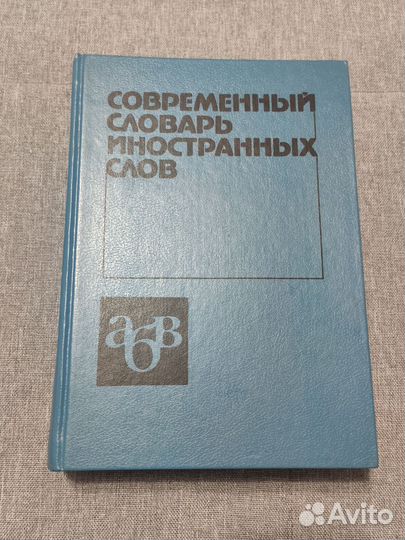 СОВРЕМЕННЫЙ
СЛОВАРЬ
ИНОСТРАННЫХ
СЛОВ
абв
Avito